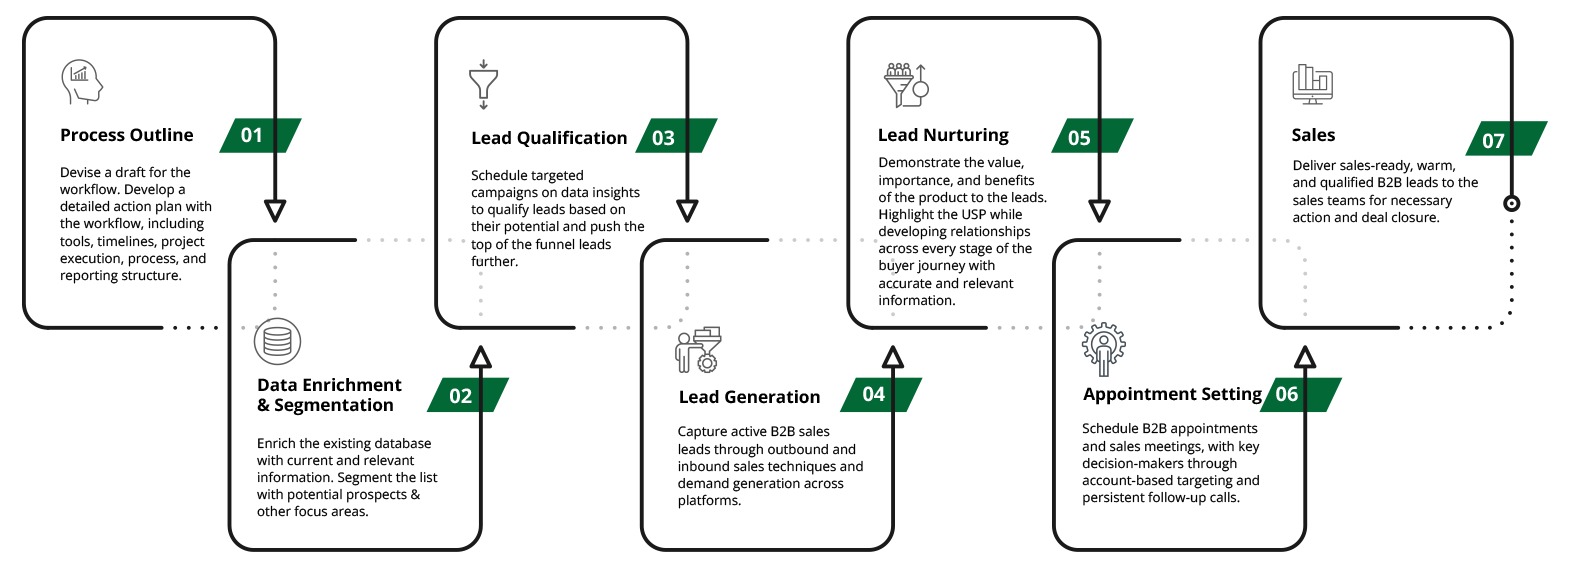 Process Outline
01
Devise a draft for the
workflow. Develop a
detailed action plan with
the workflow, including
tools, timelines, project
execution, process, and
reporting structure.
Data Enrichment
& Segmentation
02
Enrich the existing database
with current and relevant
information. Segment the list
with potential prospects &
other focus areas.
Lead Qualification
03
Schedule targeted
campaigns on data insights
to qualify leads based on
their potential and push the
top of the funnel leads
further.
Lead Generation
04
Capture active B2B sales
leads through outbound and
inbound sales techniques and
demand generation across
platforms.
Lead Nurturing
05
Demonstrate the value,
importance, and benefits
of the product to the leads.
Highlight the USP while
developing relationships
across every stage of the
buyer journey with
accurate and relevant
information.
Appointment Setting
06
Schedule B2B appointments
and sales meetings, with key
decision-makers through
account-based targeting and
persistent follow-up calls.
Sales
07
Deliver sales-ready, warm,
and qualified B2B leads to the
sales teams for necessary
action and deal closure.